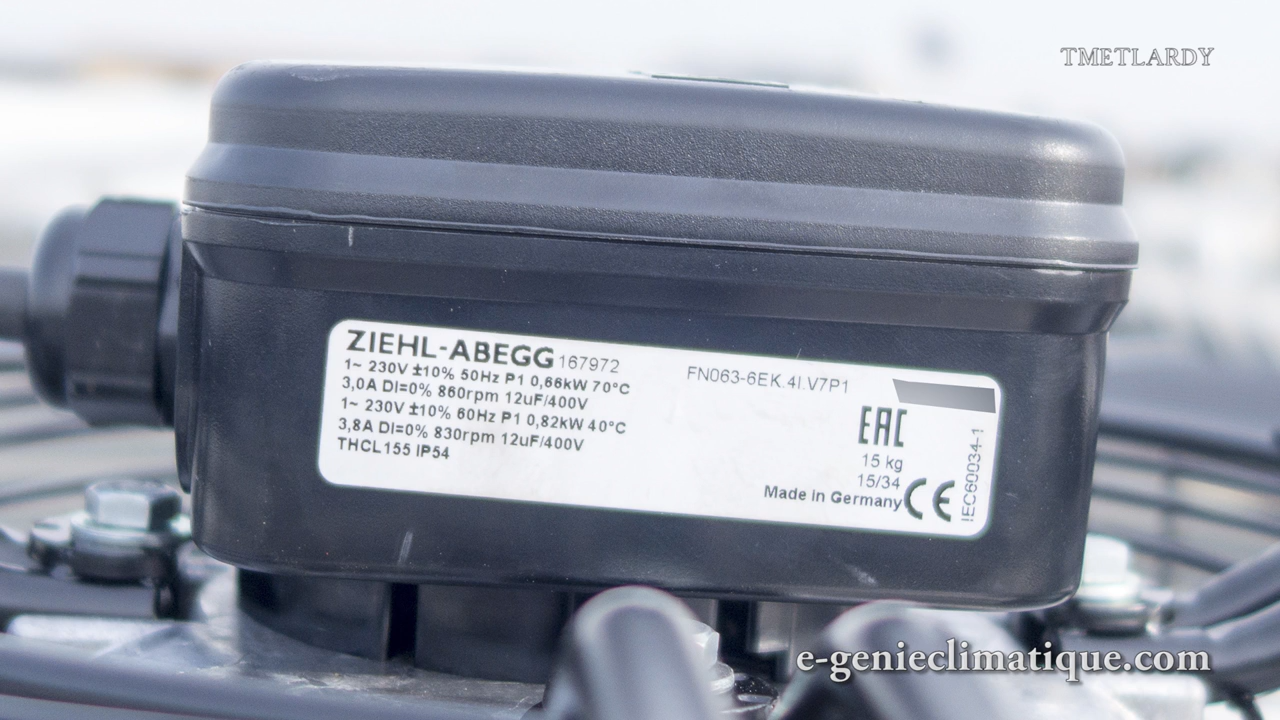 TMETLARDY
ZIEHL-ABEGG 167972
1~ 230V ±10% 50Hz P1 0,66kW 70°C
3,0A DI=0% 860rpm 12uF/400V
1~ 230V ±10% 60Hz P1 0,82kW 40°C
3,8A DI=0% 830rpm 12uF/400V
THCL155 IP54
FN063-6EK.4I.V7P1
EAC
15 kg
15/34
Made in Germany CE
IEC60034-1
e-genieclimatique.com